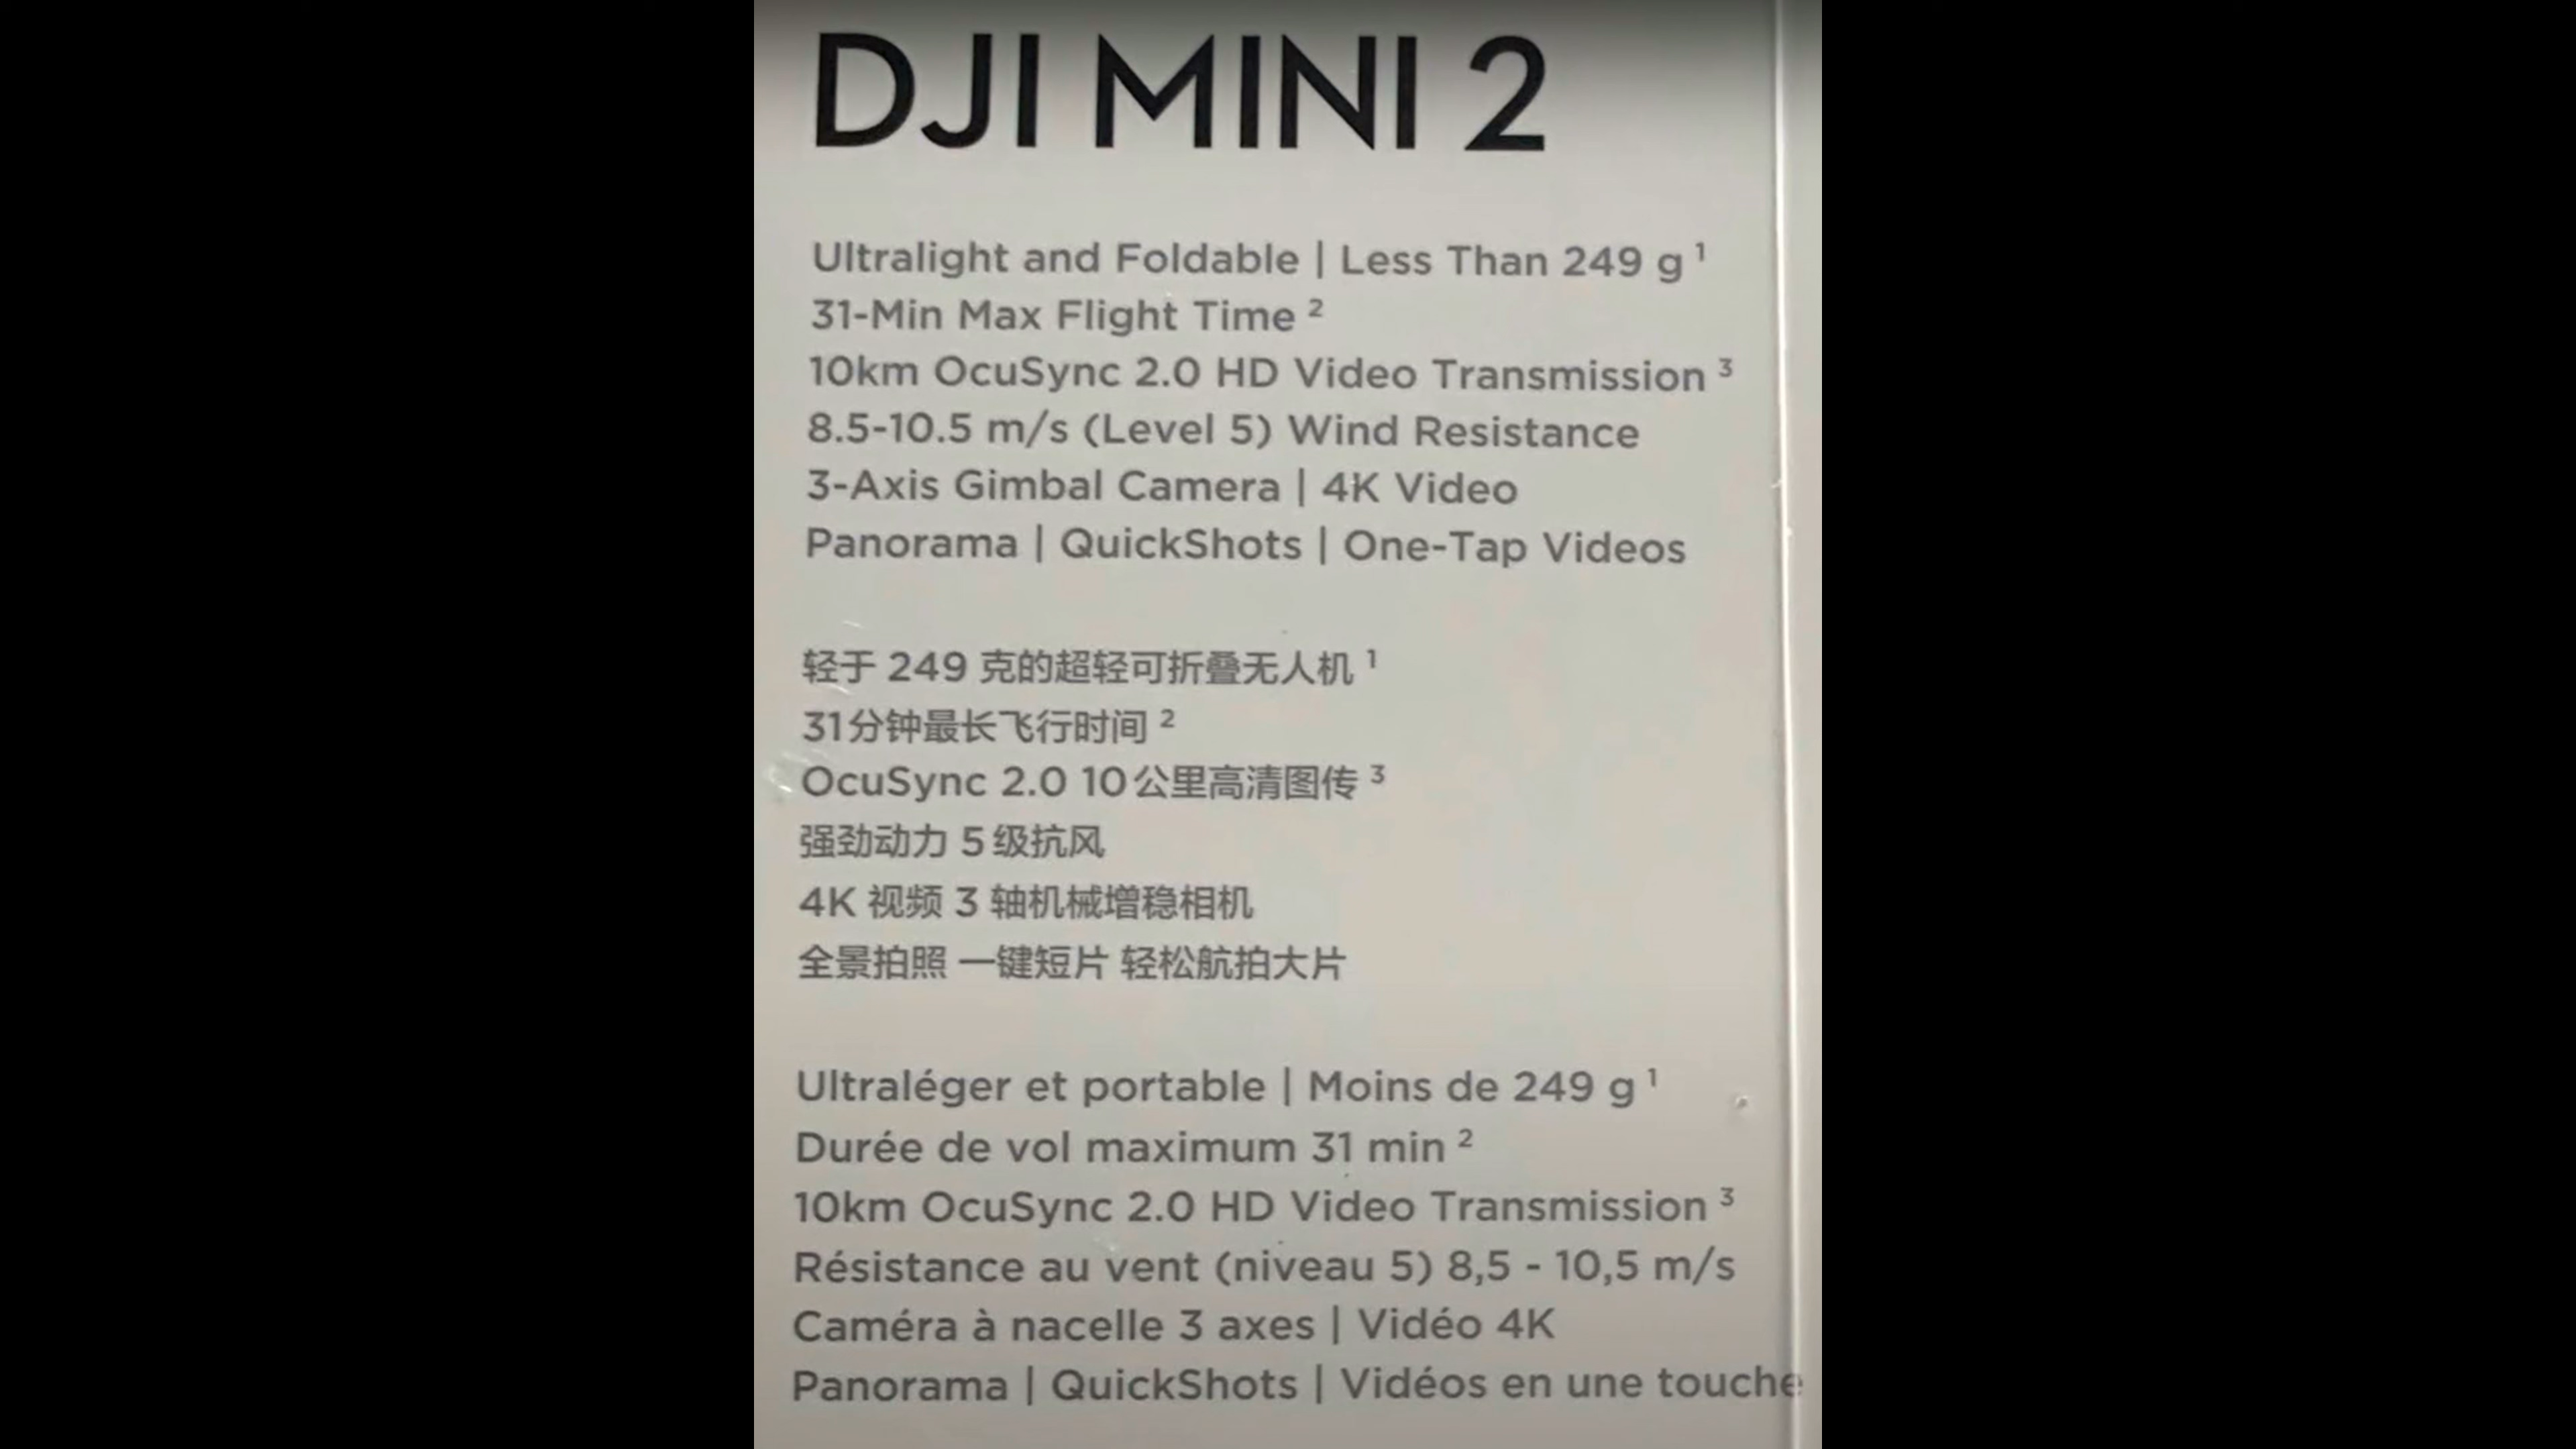 DJI MINI 2
Ultralight and Foldable | Less Than 249 g ¹
31-Min Max Flight Time ²
10km OcuSync 2.0 HD Video Transmission ³
8.5-10.5 m/s (Level 5) Wind Resistance
3-Axis Gimbal Camera | 4K Video
Panorama | QuickShots | One-Tap Videos
轻于 249 克的超轻可折叠无人机 ¹
31分钟最长飞行时间 ²
OcuSync 2.0 10公里高清图传 ³
强劲动力 5级抗风
4K 视频 3 轴机械增稳相机
全景拍照 一键短片 轻松航拍大片
Ultraléger et portable | Moins de 249 g ¹
Durée de vol maximum 31 min ²
10km OcuSync 2.0 HD Video Transmission ³
Résistance au vent (niveau 5) 8,5 - 10,5 m/s
Caméra à nacelle 3 axes | Vidéo 4K
Panorama | QuickShots | Vidéos en une touche